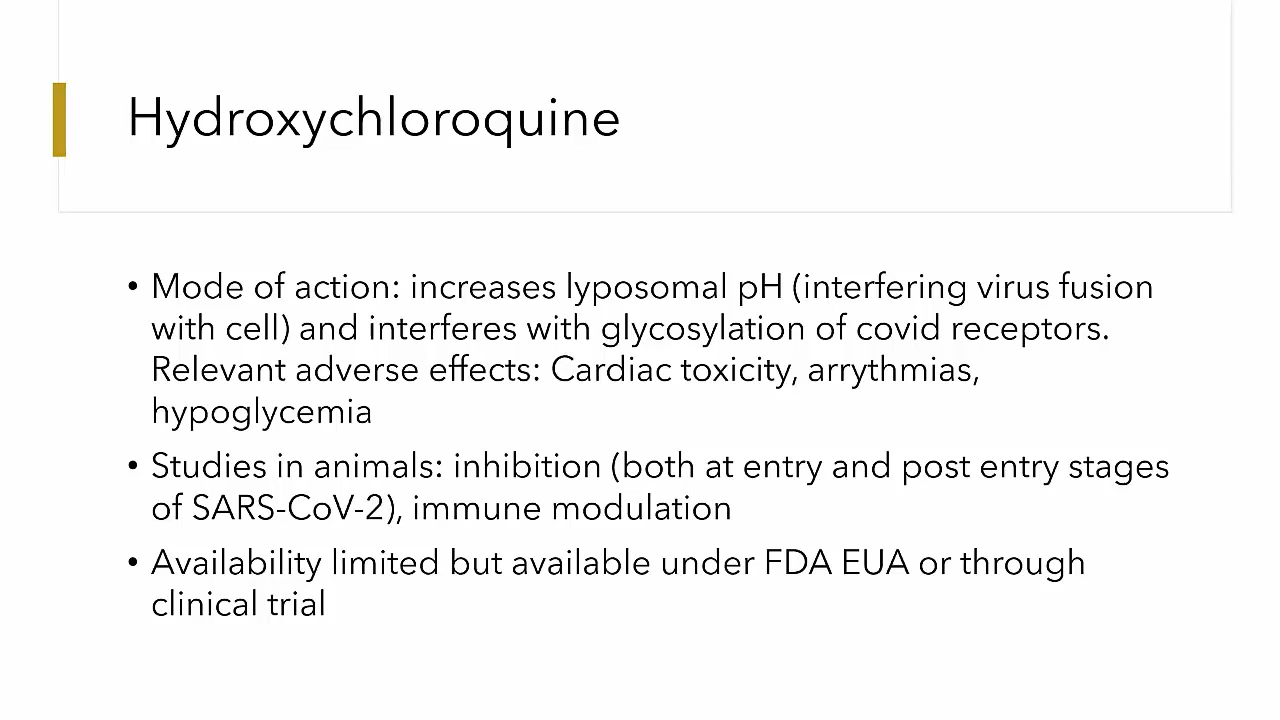 Hydroxychloroquine
• Mode of action: increases lyposomal pH (interfering virus fusion
with cell) and interferes with glycosylation of covid receptors.
Relevant adverse effects: Cardiac toxicity, arrythmias,
hypoglycemia
• Studies in animals: inhibition (both at entry and post entry stages
of SARS-CoV-2), immune modulation
• Availability limited but available under FDA EUA or through
clinical trial